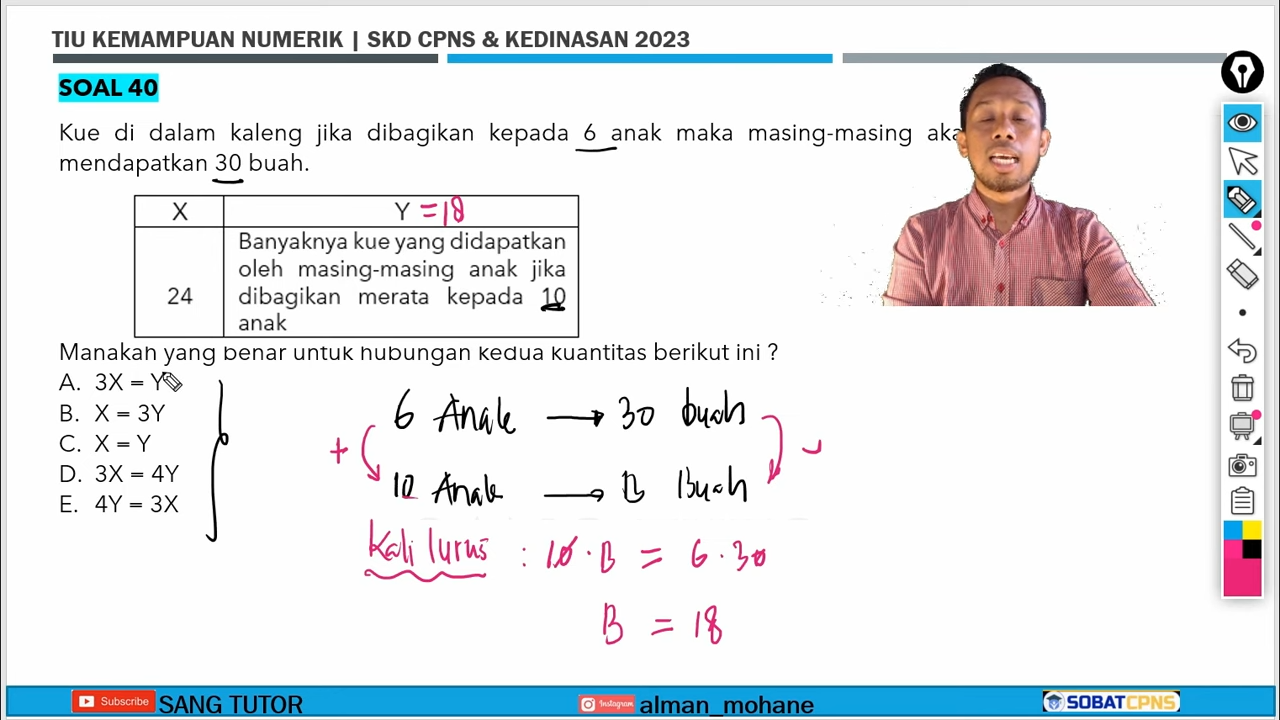 TIU KEMAMPUAN NUMERIK | SKD CPNS & KEDINASAN 2023
SOAL 40
Kue di dalam kaleng jika dibagikan kepada 6 anak maka masing-masing aka
mendapatkan 30 buah.
X
Y = 18
24
Banyaknya kue yang didapatkan
oleh masing-masing anak jika
dibagikan merata kepada 10
anak
Manakah yang benar untuk hubungan kedua kuantitas berikut ini ?
A. 3X = Y
B. X = 3Y
C. X = Y
D. 3X = 4Y
E. 4Y = 3X
6 Anak → 30 buah
+
-
10 Anak → B Buah
Kali lurus : 10 . B = 6 . 30
B = 18
Subscribe SANG TUTOR
Instagram alman_mohane
SOBATCPNS